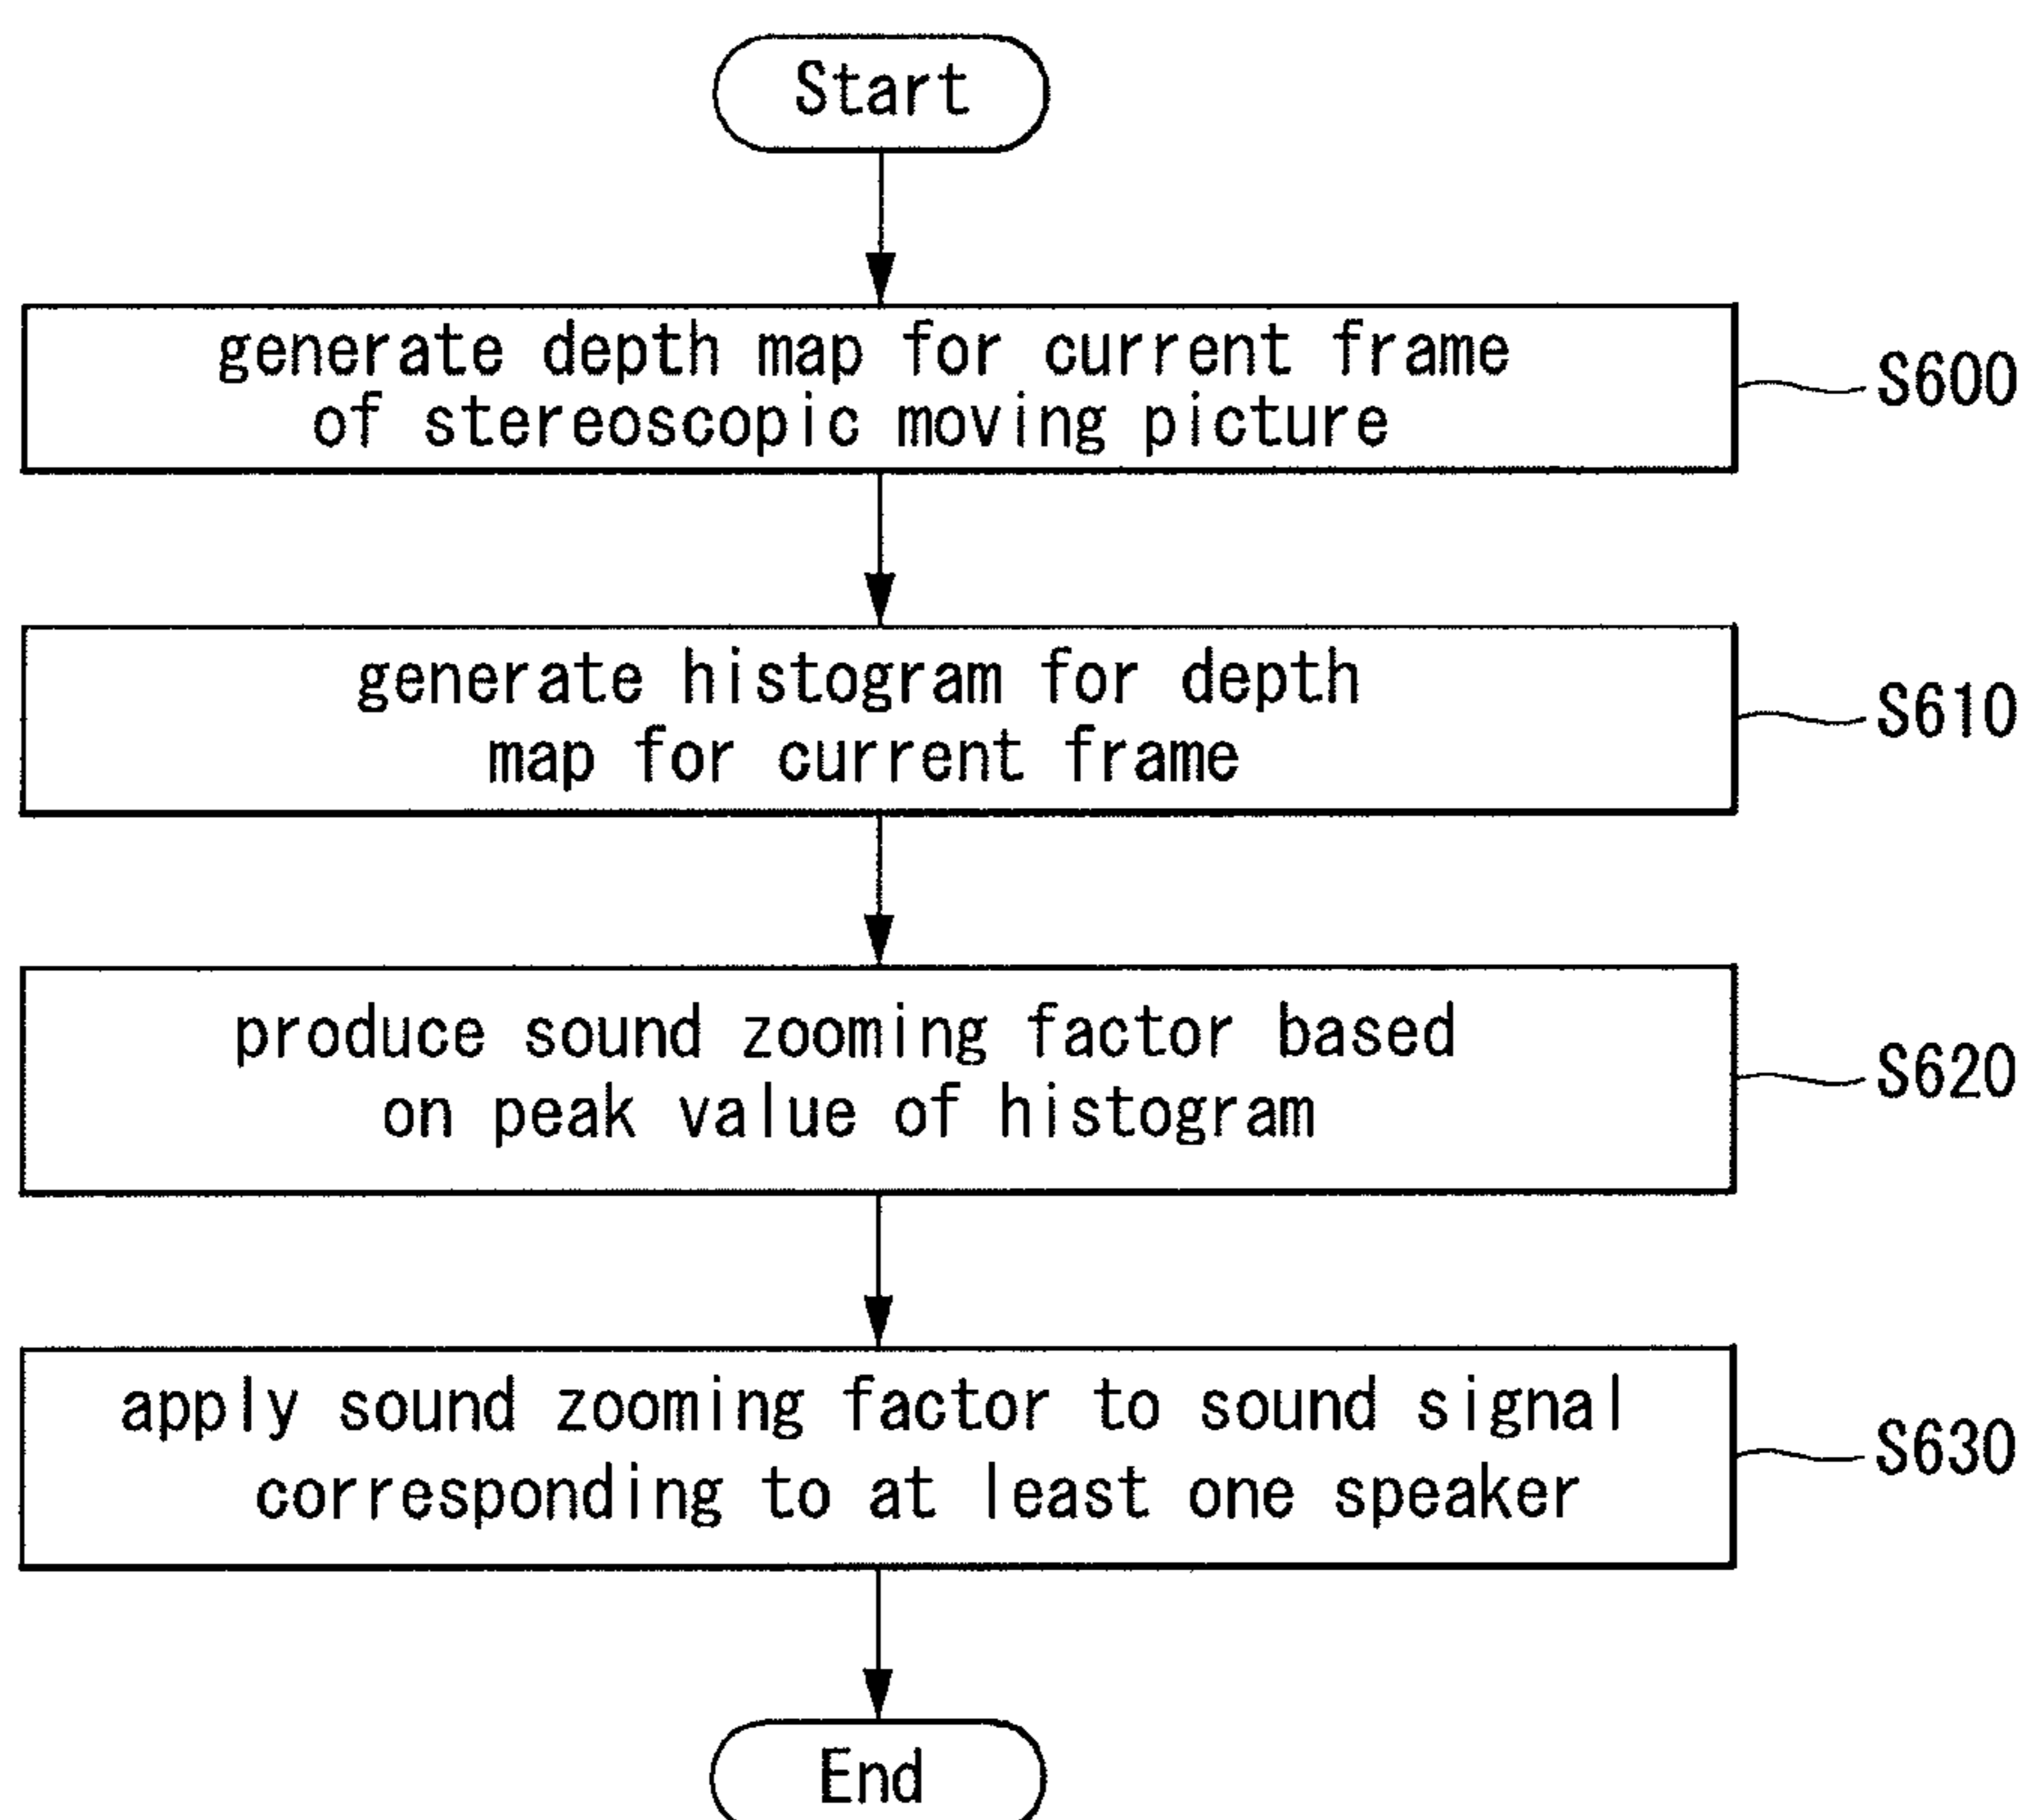 Start
generate depth map for current frame
of stereoscopic moving picture
S600
generate histogram for depth
map for current frame
S610
produce sound zooming factor based
on peak value of histogram
S620
apply sound zooming factor to sound signal
corresponding to at least one speaker
S630
End